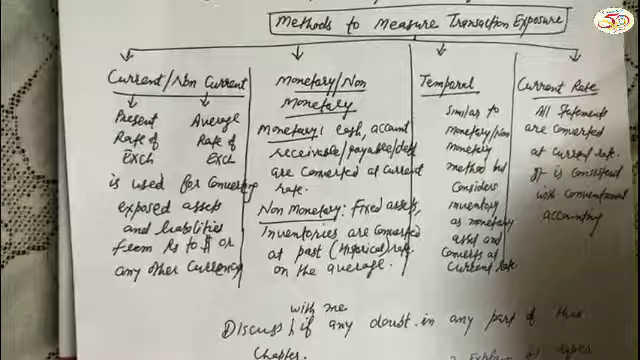 Methods to Measure Transaction Exposure
Current/Non Current
Present Average
Rate of Rate of
EXCH EXCL
is used for converting
exposed assets
and liabilities
from Rs to $ or
any other currency
Monetary/Non
Monetary
Monetary: cash, account
receivable/payable/debt
are converted at current
rate.
Non Monetary: Fixed assets,
Inventories are converted
at past (Historical) rate
on the average.
Temporal
Similar to
monetary/Non
monetary
method but
considers
inventory
as monetary
asset and
converts at
current rate
Current Rate
All statements
are converted
at current rate.
It is consistent
with conventional
accounting
with me
Discuss if any doubt in any part of this
Chapter.
Explain
types
50